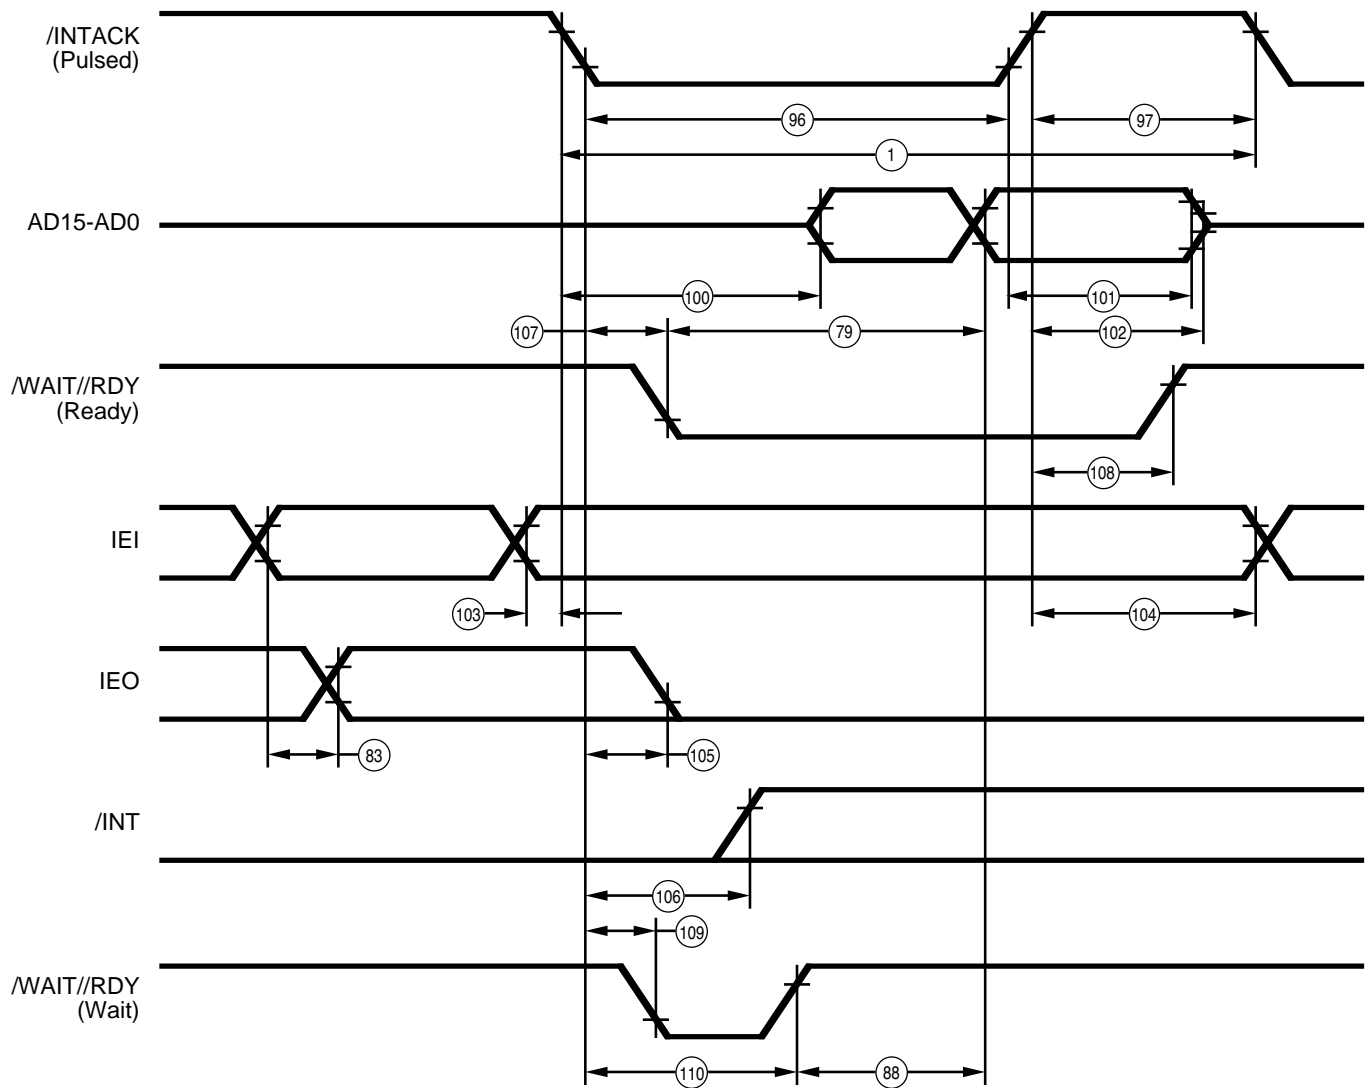 /INTACK
(Pulsed)
96
97
1
AD15-AD0
100
101
107
79
102
/WAIT//RDY
(Ready)
108
IEI
103
104
IEO
83
105
/INT
106
109
/WAIT//RDY
(Wait)
110
88